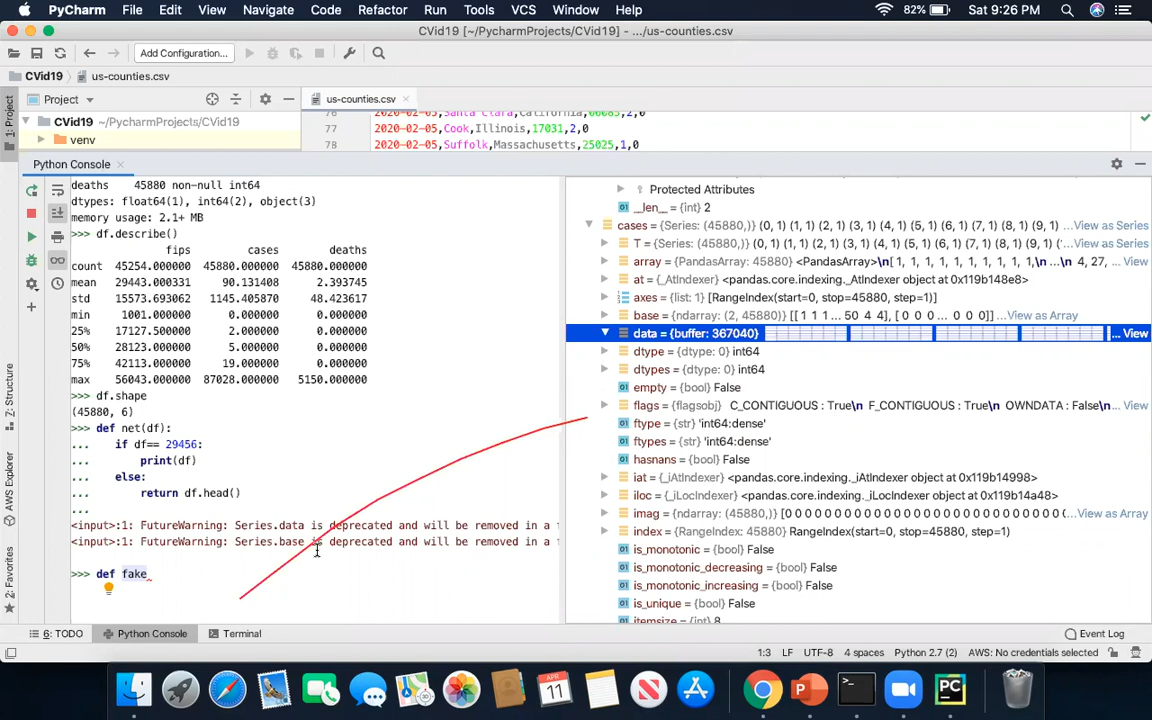 PyCharm File Edit View Navigate Code Refactor Run Tools VCS Window Help 82% Sat 9:26 PM
CVid19 [~/PycharmProjects/CVid19] - .../us-counties.csv
Add Configuration...
CVid19 us-counties.csv
1: Project
Project
us-counties.csv
CVid19 ~/PycharmProjects/CVid19
venv
76 2020-02-05,Santa Clara,California,06085,2,0
77 2020-02-05,Cook,Illinois,17031,2,0
78 2020-02-05,Suffolk,Massachusetts,25025,1,0
Python Console
deaths 45880 non-null int64
dtypes: float64(1), int64(2), object(3)
memory usage: 2.1+ MB
>>> df.describe()
fips cases deaths
count 45254.000000 45880.000000 45880.000000
mean 29443.000331 90.131408 2.393745
std 15573.693062 1145.405870 48.423617
min 1001.000000 0.000000 0.000000
25% 17127.500000 2.000000 0.000000
50% 28123.000000 5.000000 0.000000
75% 42113.000000 19.000000 0.000000
max 56043.000000 87028.000000 5150.000000
>>> df.shape
(45880, 6)
>>> def net(df):
... if df== 29456:
... print(df)
... else:
... return df.head()
...
<input>:1: FutureWarning: Series.data is deprecated and will be removed in a f
<input>:1: FutureWarning: Series.base is deprecated and will be removed in a f
>>> def fake
Protected Attributes
__len__ = {int} 2
cases = {Series: (45880,)} (0, 1) (1, 1) (2, 1) (3, 1) (4, 1) (5, 1) (6, 1) (7, 1) (8, 1) (9, 1) ...View as Series
T = {Series: (45880,)} (0, 1) (1, 1) (2, 1) (3, 1) (4, 1) (5, 1) (6, 1) (7, 1) (8, 1) (9, 1) ...View as Series
array = {PandasArray: 45880} <PandasArray>\n[ 1, 1, 1, 1, 1, 1, 1, 1, 1, 1,\n ... 4, 27, ... View
at = {_AtIndexer} <pandas.core.indexing._AtIndexer object at 0x119b148e8>
axes = {list: 1} [RangeIndex(start=0, stop=45880, step=1)]
base = {ndarray: (2, 45880)} [[ 1 1 1 ... 50 4 4], [ 0 0 0 ... 0 0 0]] ...View as Array
data = {buffer: 367040} ... View
dtype = {dtype: 0} int64
dtypes = {dtype: 0} int64
empty = {bool} False
flags = {flagsobj} C_CONTIGUOUS : True\n F_CONTIGUOUS : True\n OWNDATA : False\n ... View
ftype = {str} 'int64:dense'
ftypes = {str} 'int64:dense'
hasnans = {bool} False
iat = {_iAtIndexer} <pandas.core.indexing._iAtIndexer object at 0x119b14998>
iloc = {_iLocIndexer} <pandas.core.indexing._iLocIndexer object at 0x119b14a48>
imag = {ndarray: (45880,)} [0 0 0 0 0 0 0 0 0 0 0 0 0 0 0 0 0 0 0 0 0 0 0 0 0 0 0 0 ...View as Array
index = {RangeIndex: 45880} RangeIndex(start=0, stop=45880, step=1)
is_monotonic = {bool} False
is_monotonic_decreasing = {bool} False
is_monotonic_increasing = {bool} False
is_unique = {bool} False
itemsize = {int} 8
Z: Structure
AWS Explorer
2: Favorites
6: TODO Python Console Terminal Event Log
1:3 LF UTF-8 4 spaces Python 2.7 (2) AWS: No credentials selected
APR
11
PC